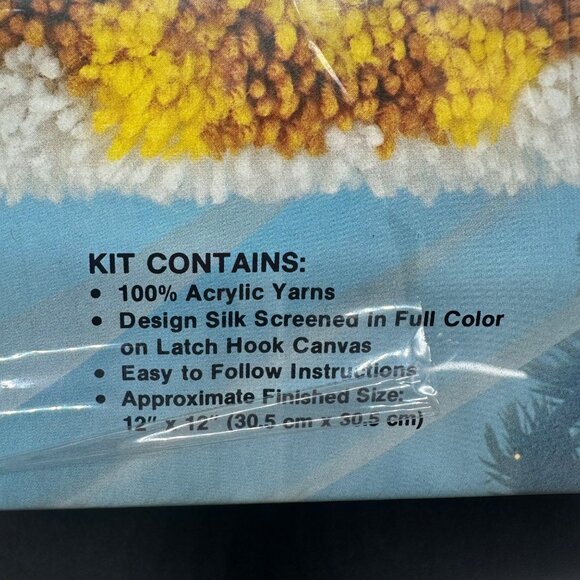 KIT CONTAINS:
• 100% Acrylic Yarns
• Design Silk Screened in Full Color
on Latch Hook Canvas
• Easy to Follow Instructions
• Approximate Finished Size:
12" x 12" (30.5 cm x 30.5 cm)